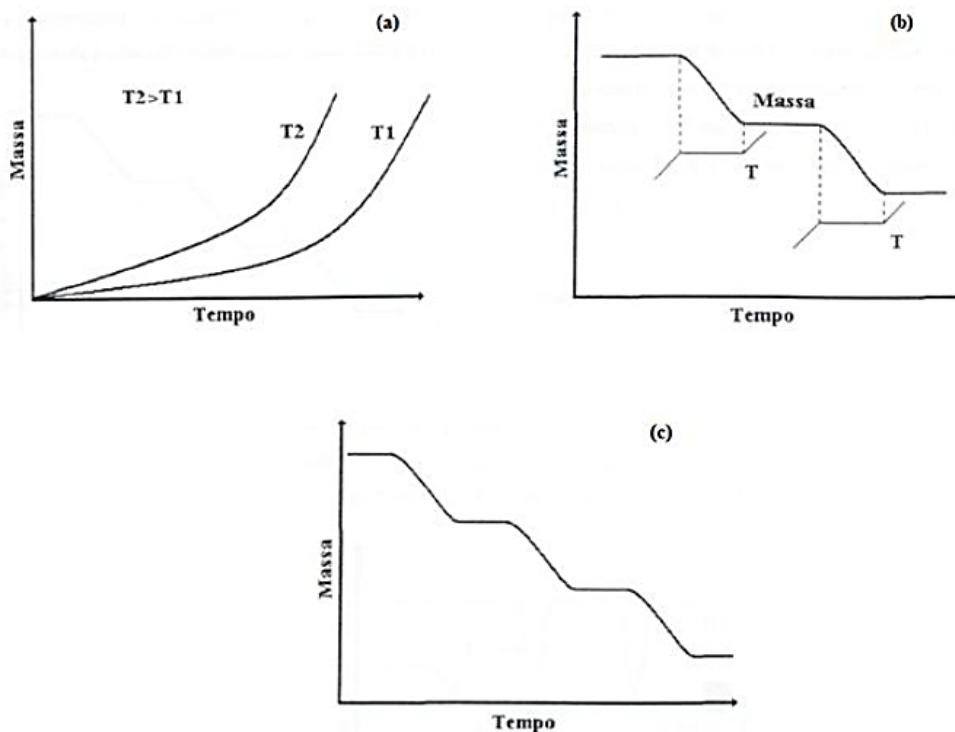 (a)
T2>T1
T2
T1
Massa
Tempo
(b)
Massa
T
T
Massa
Tempo
(c)
Massa
Tempo